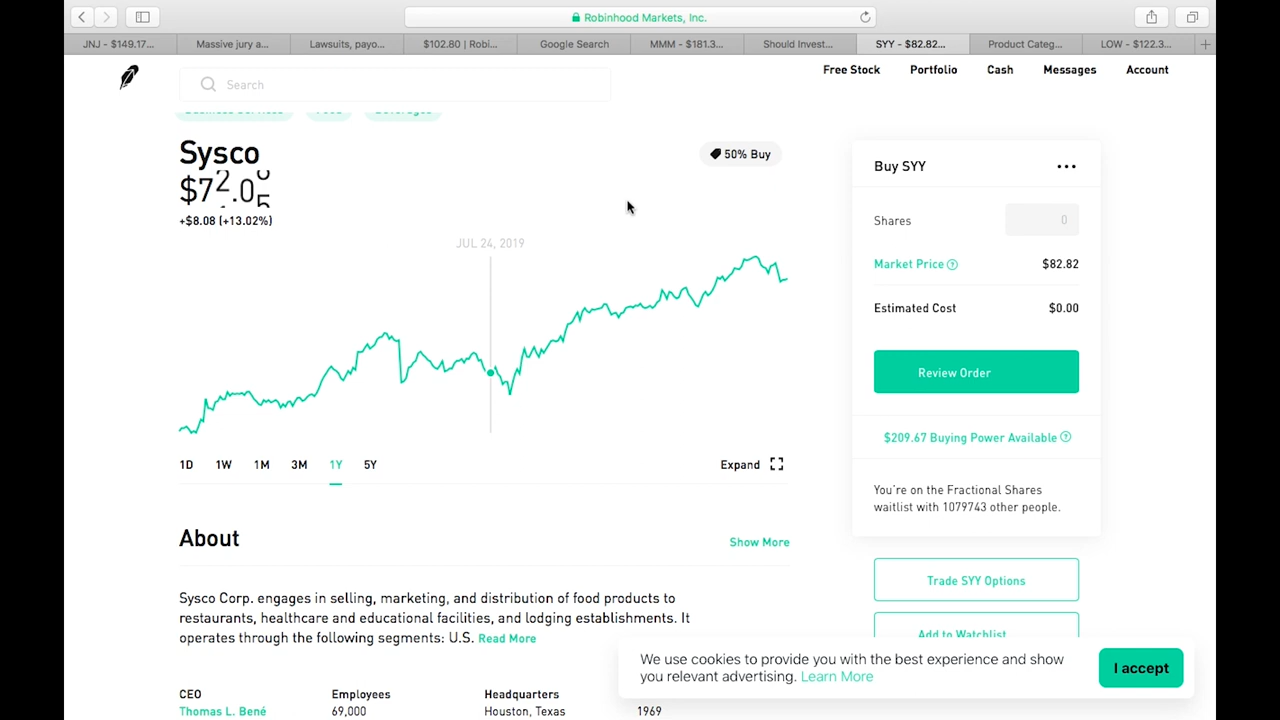 Robinhood Markets, Inc.
JNJ - $149.17...
Massive jury a...
Lawsuits, payo...
$102.80 | Robi...
Google Search
MMM - $181.3...
Should Invest...
SYY - $82.82...
Product Categ...
LOW - $122.3...
Search
Free Stock
Portfolio
Cash
Messages
Account
Business Services
Food
Beverages
Sysco
50% Buy
+$8.08 (+13.02%)
JUL 24, 2019
1D 1W 1M 3M 1Y 5Y
Expand
Buy SYY
Shares 0
Market Price ? $82.82
Estimated Cost $0.00
Review Order
$209.67 Buying Power Available ?
You're on the Fractional Shares
waitlist with 1079743 other people.
Trade SYY Options
Add to Watchlist
About
Show More
Sysco Corp. engages in selling, marketing, and distribution of food products to
restaurants, healthcare and educational facilities, and lodging establishments. It
operates through the following segments: U.S. Read More
CEO
Thomas L. Bené
Employees
69,000
Headquarters
Houston, Texas
1969
We use cookies to provide you with the best experience and show
you relevant advertising. Learn More
I accept